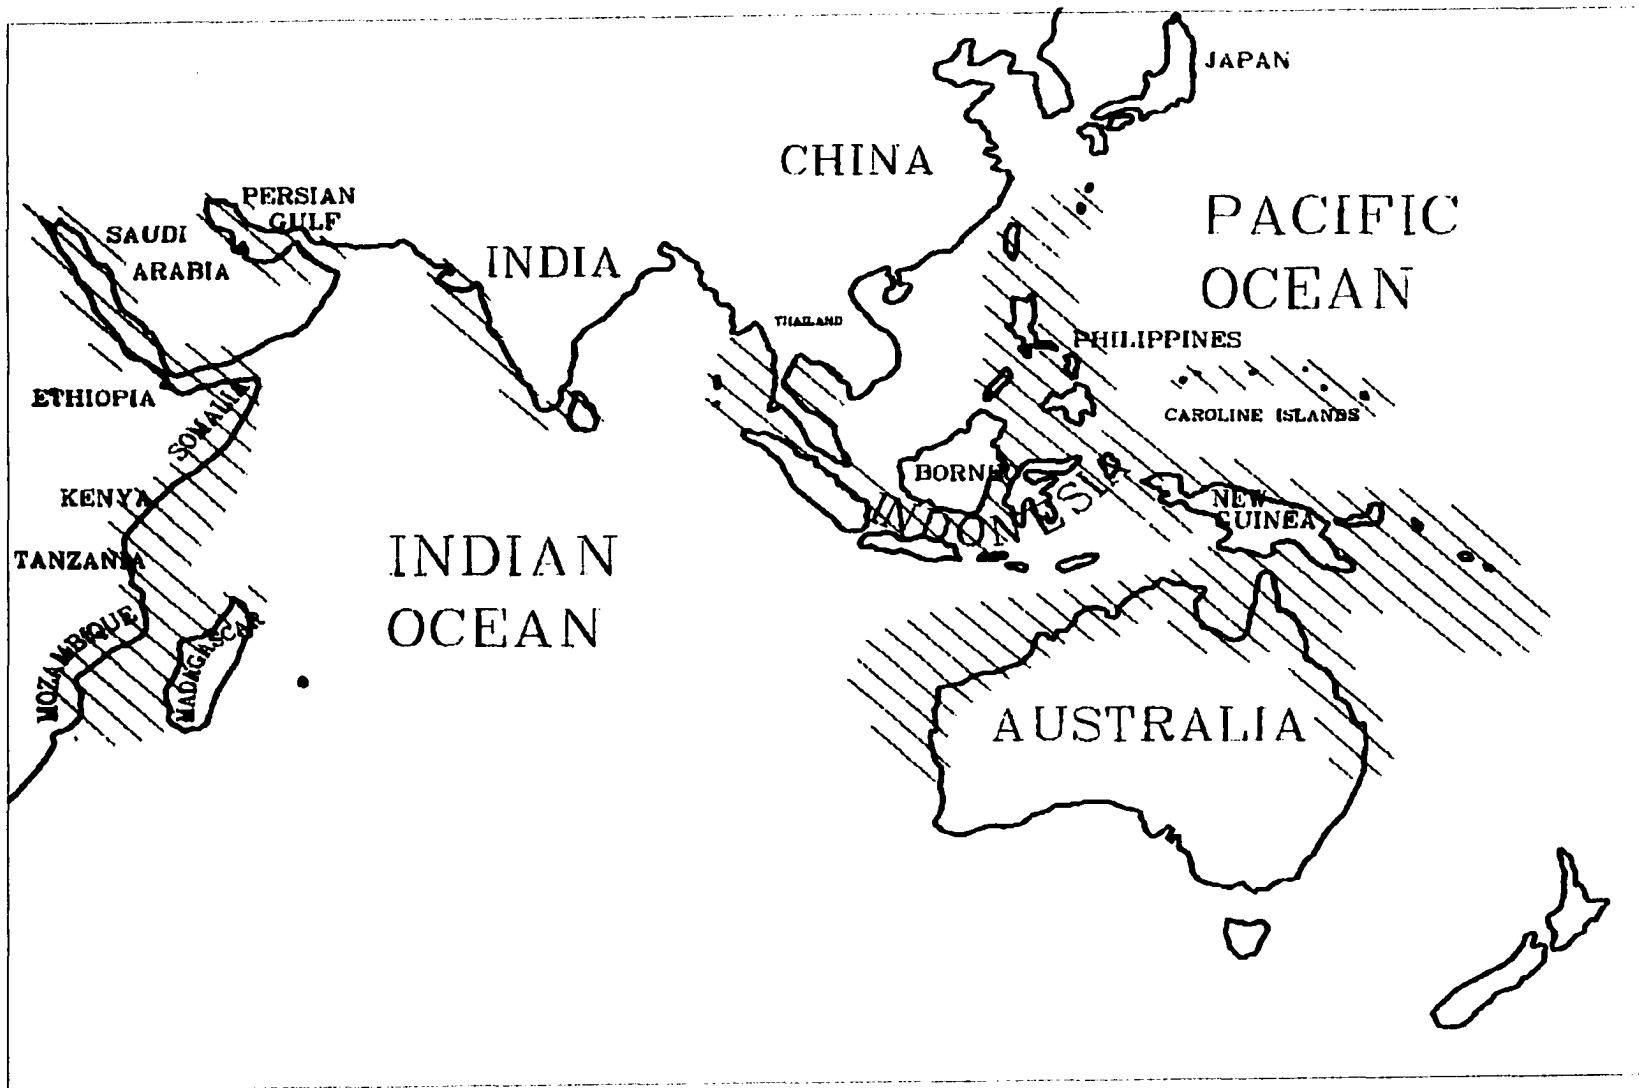 JAPAN
CHINA
PERSIAN
GULF
PACIFIC
OCEAN
SAUDI
ARABIA
INDIA
THAILAND
PHILIPPINES
ETHIOPIA
SOMALIA
CAROLINE ISLANDS
BORNEO
KENYA
INDONESIA
NEW
GUINEA
TANZANIA
INDIAN
OCEAN
MOZAMBIQUE
MADAGASCAR
AUSTRALIA